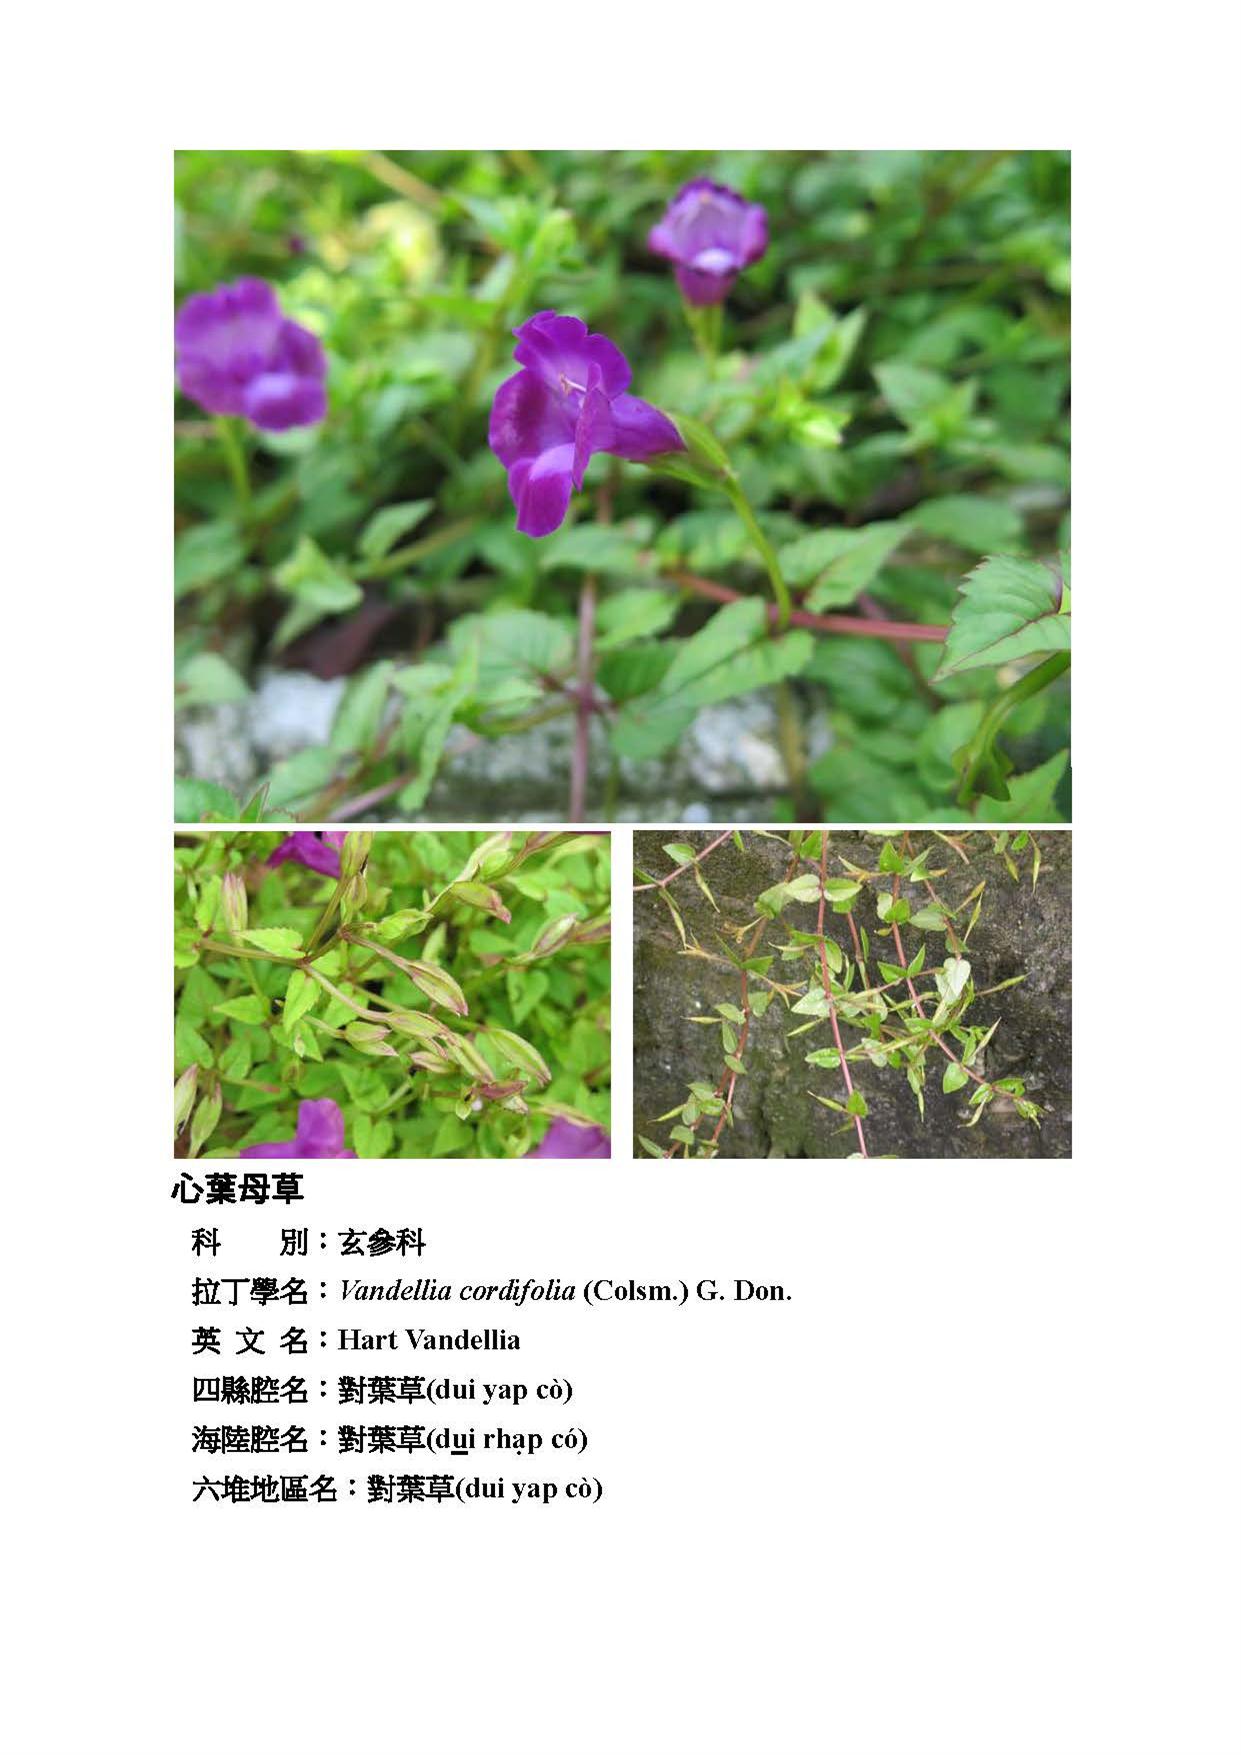 心葉母草
科　　別：玄參科
拉丁學名：Vandellia cordifolia (Colsm.) G. Don.
英 文 名：Hart Vandellia
四縣腔名：對葉草(dui yap cò)
海陸腔名：對葉草(du̲i rhạp có)
六堆地區名：對葉草(dui yap cò)